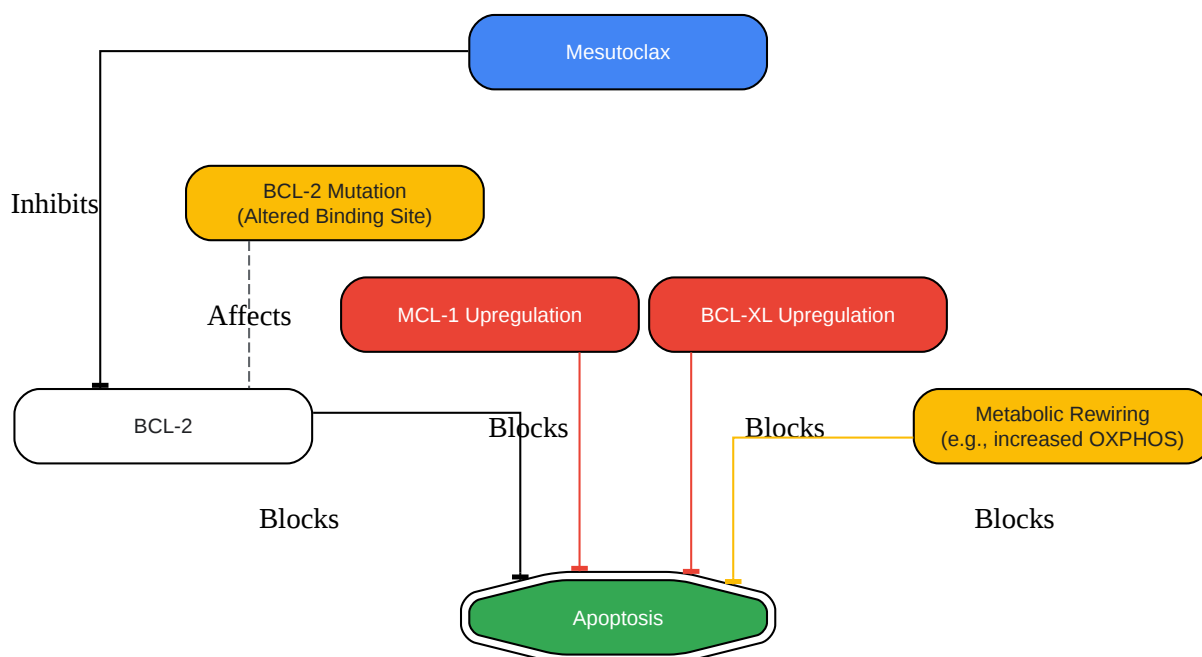 Mesutoclax
BCL-2 Mutation
(Altered Binding Site)
Inhibits
MCL-1 Upregulation
BCL-XL Upregulation
Affects
BCL-2
Blocks
Blocks
Metabolic Rewiring
(e.g., increased OXPHOS)
Blocks
Blocks
Apoptosis